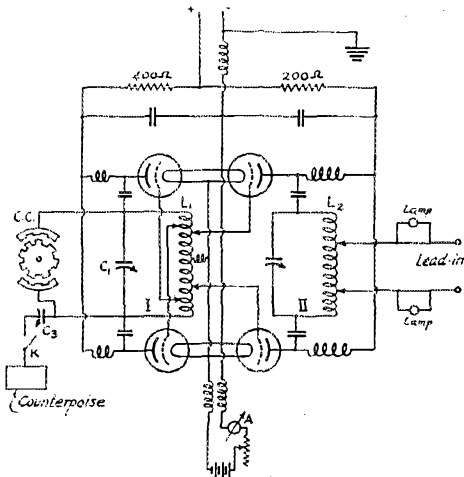 + -
400Ω 200Ω
L₁ L₂
C.C.
Lamp
C₁
Lead-in
I II
C₃
Lamp
K
Counterpoise
A